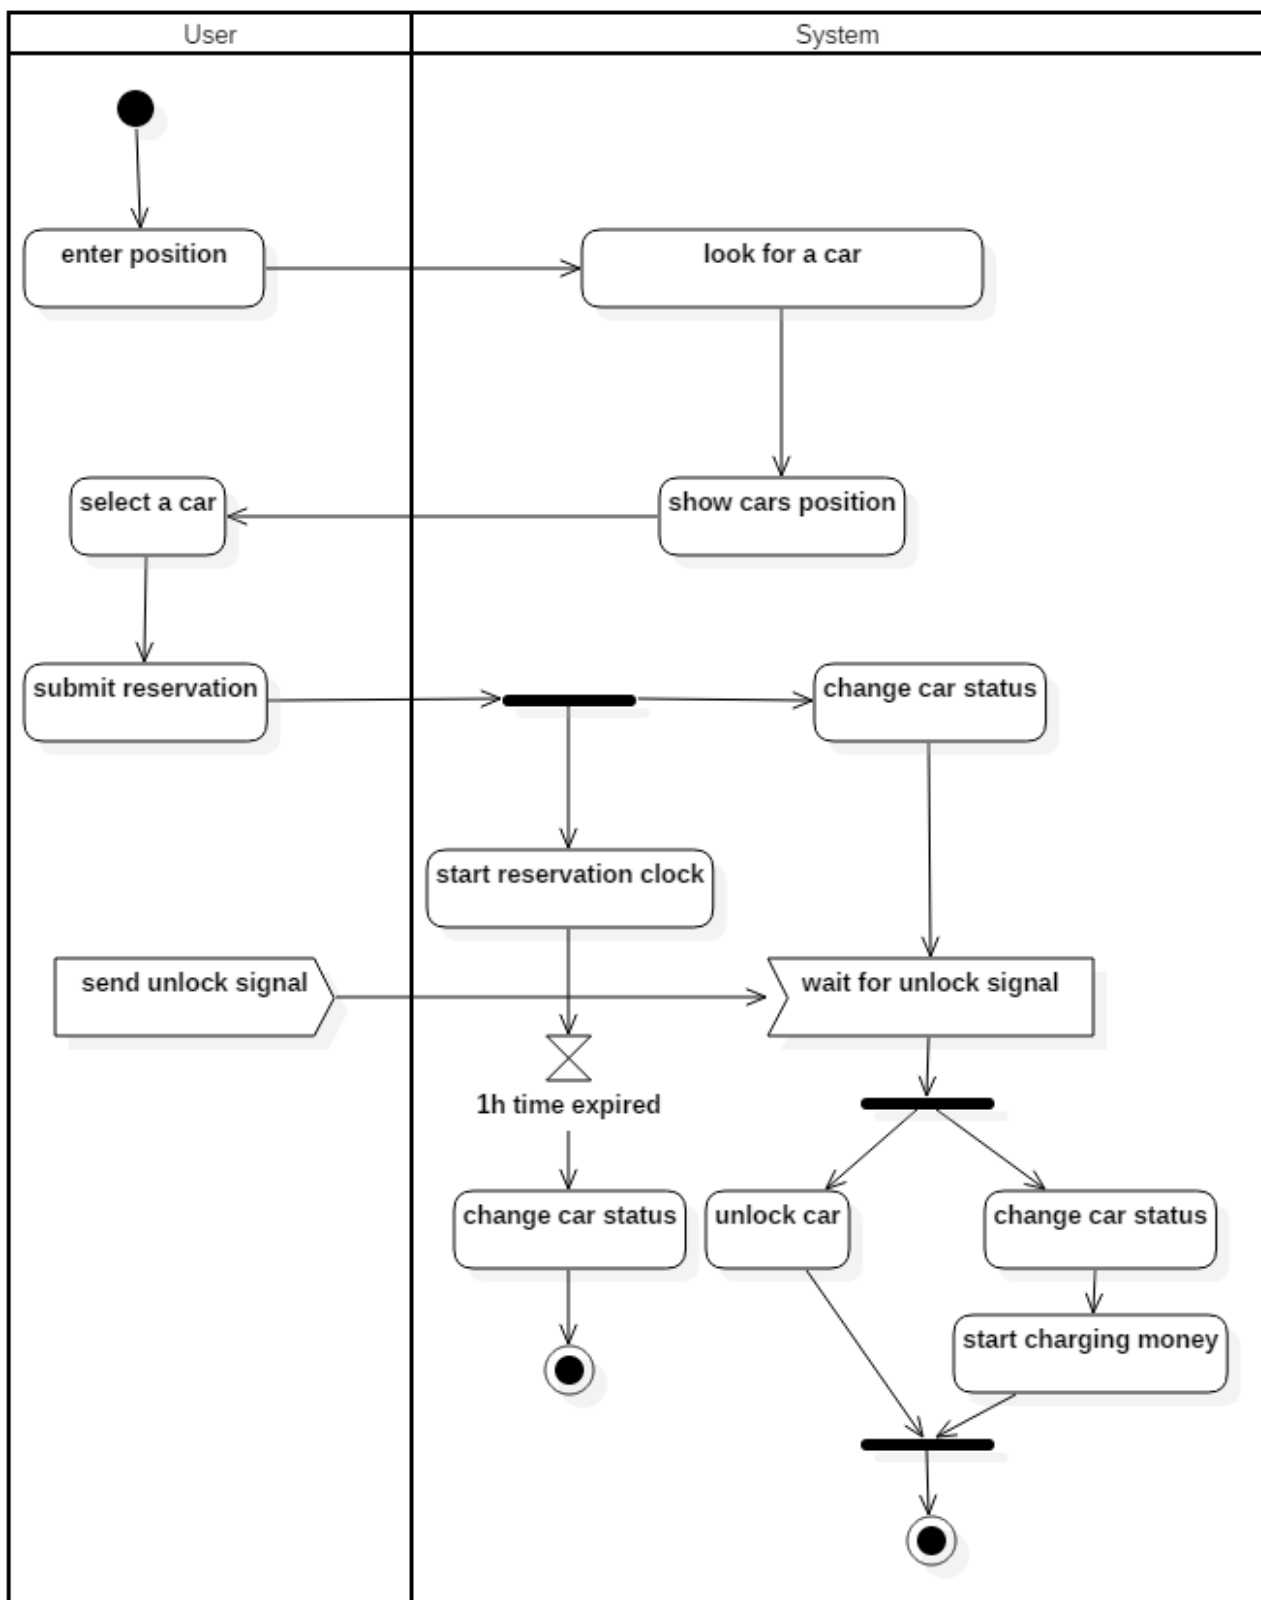 User
System
enter position
look for a car
select a car
show cars position
submit reservation
change car status
start reservation clock
send unlock signal
wait for unlock signal
1h time expired
change car status
unlock car
change car status
start charging money